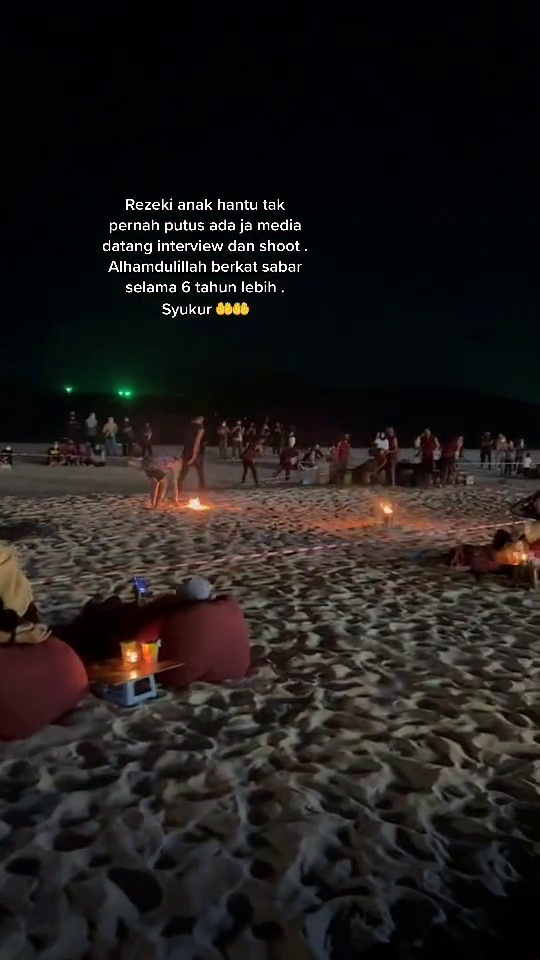 Rezeki anak hantu tak
pernah putus ada ja media
datang interview dan shoot .
Alhamdulillah berkat sabar
selama 6 tahun lebih .
Syukur 🤲🤲